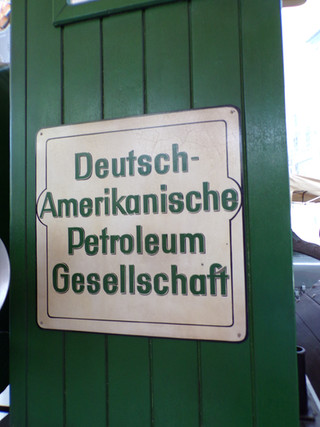 Deutsch-
Amerikanische
Petroleum
Gesellschaft